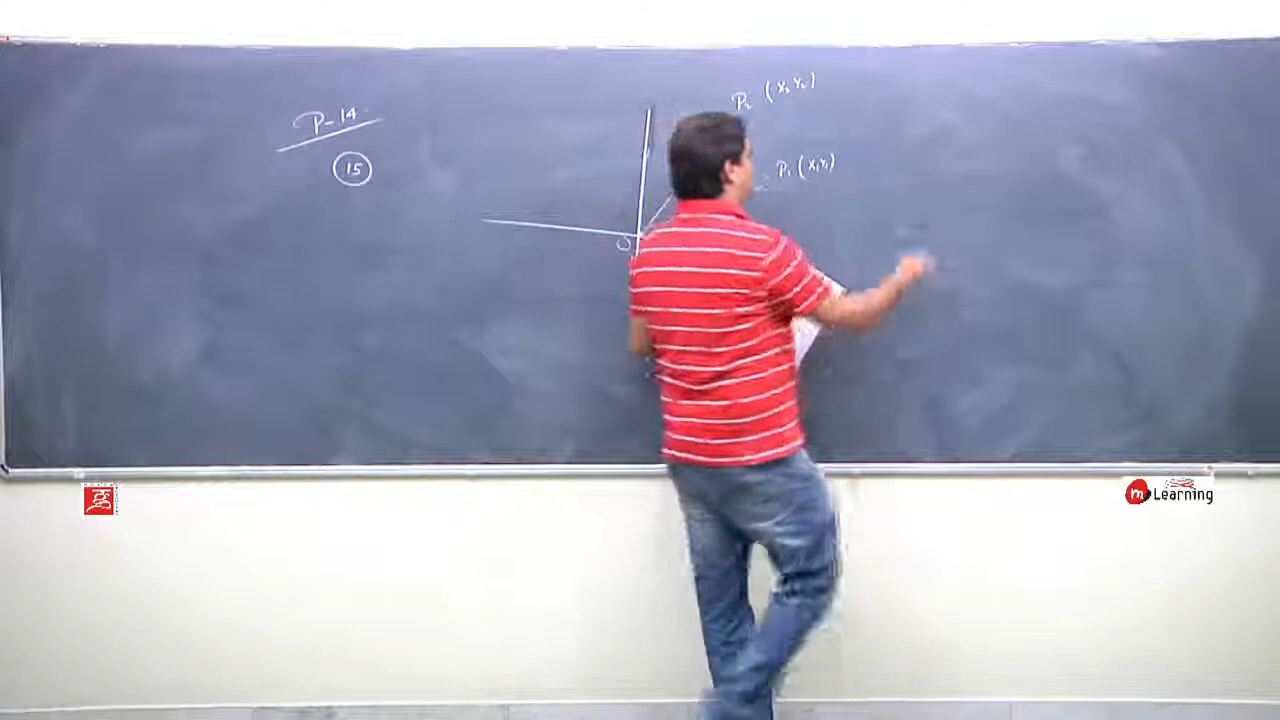 P-14
15
P₂ (x₂ y₂)
P₁ (x₁ y₁)
O
m Learning